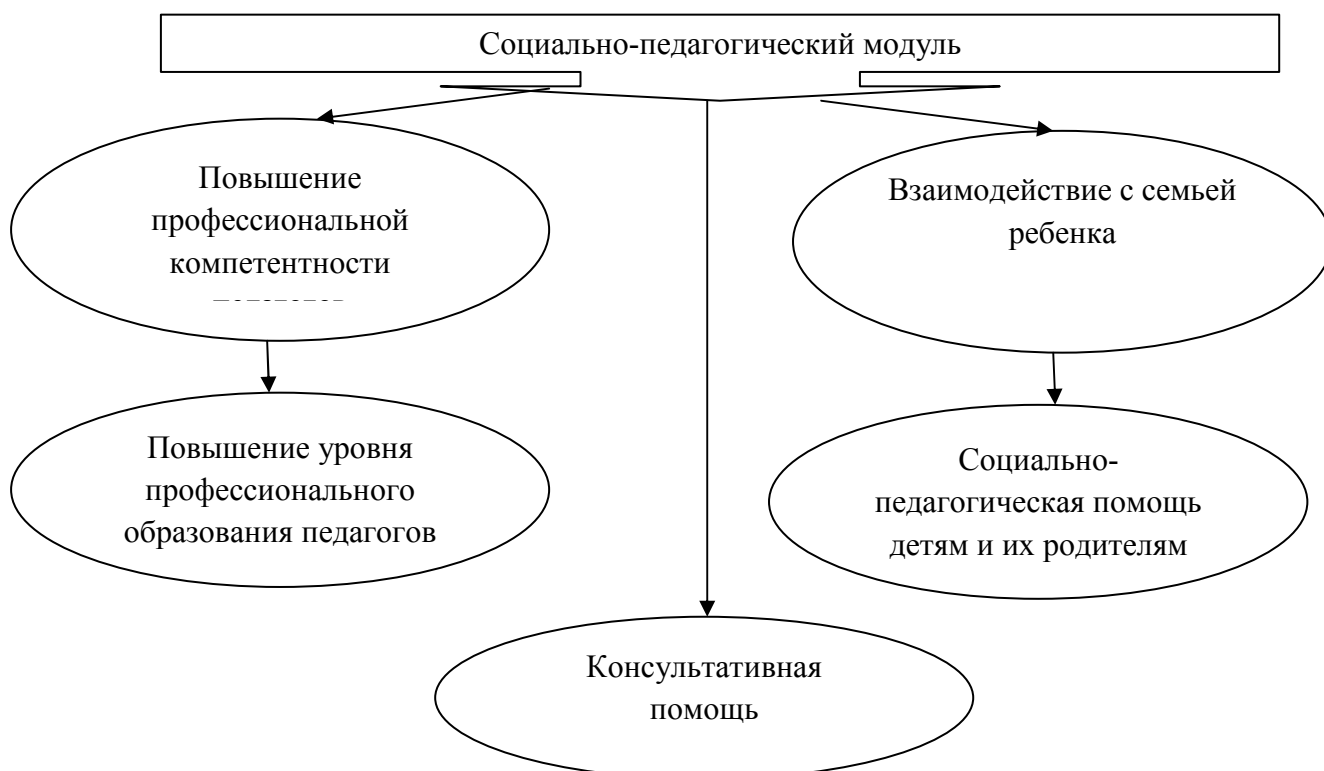 Социально-педагогический модуль
Повышение
профессиональной
компетентности
Взаимодействие с семьей
ребенка
Повышение уровня
профессионального
образования педагогов
Социально-
педагогическая помощь
детям и их родителям
Консультативная
помощь